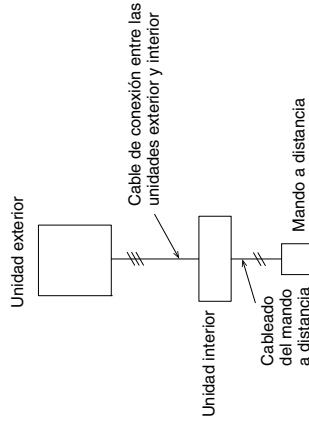 Unidad exterior
Cable de conexión entre las
unidades exterior y interior
Unidad interior
Cableado
del mando
a distancia
Mando a distancia